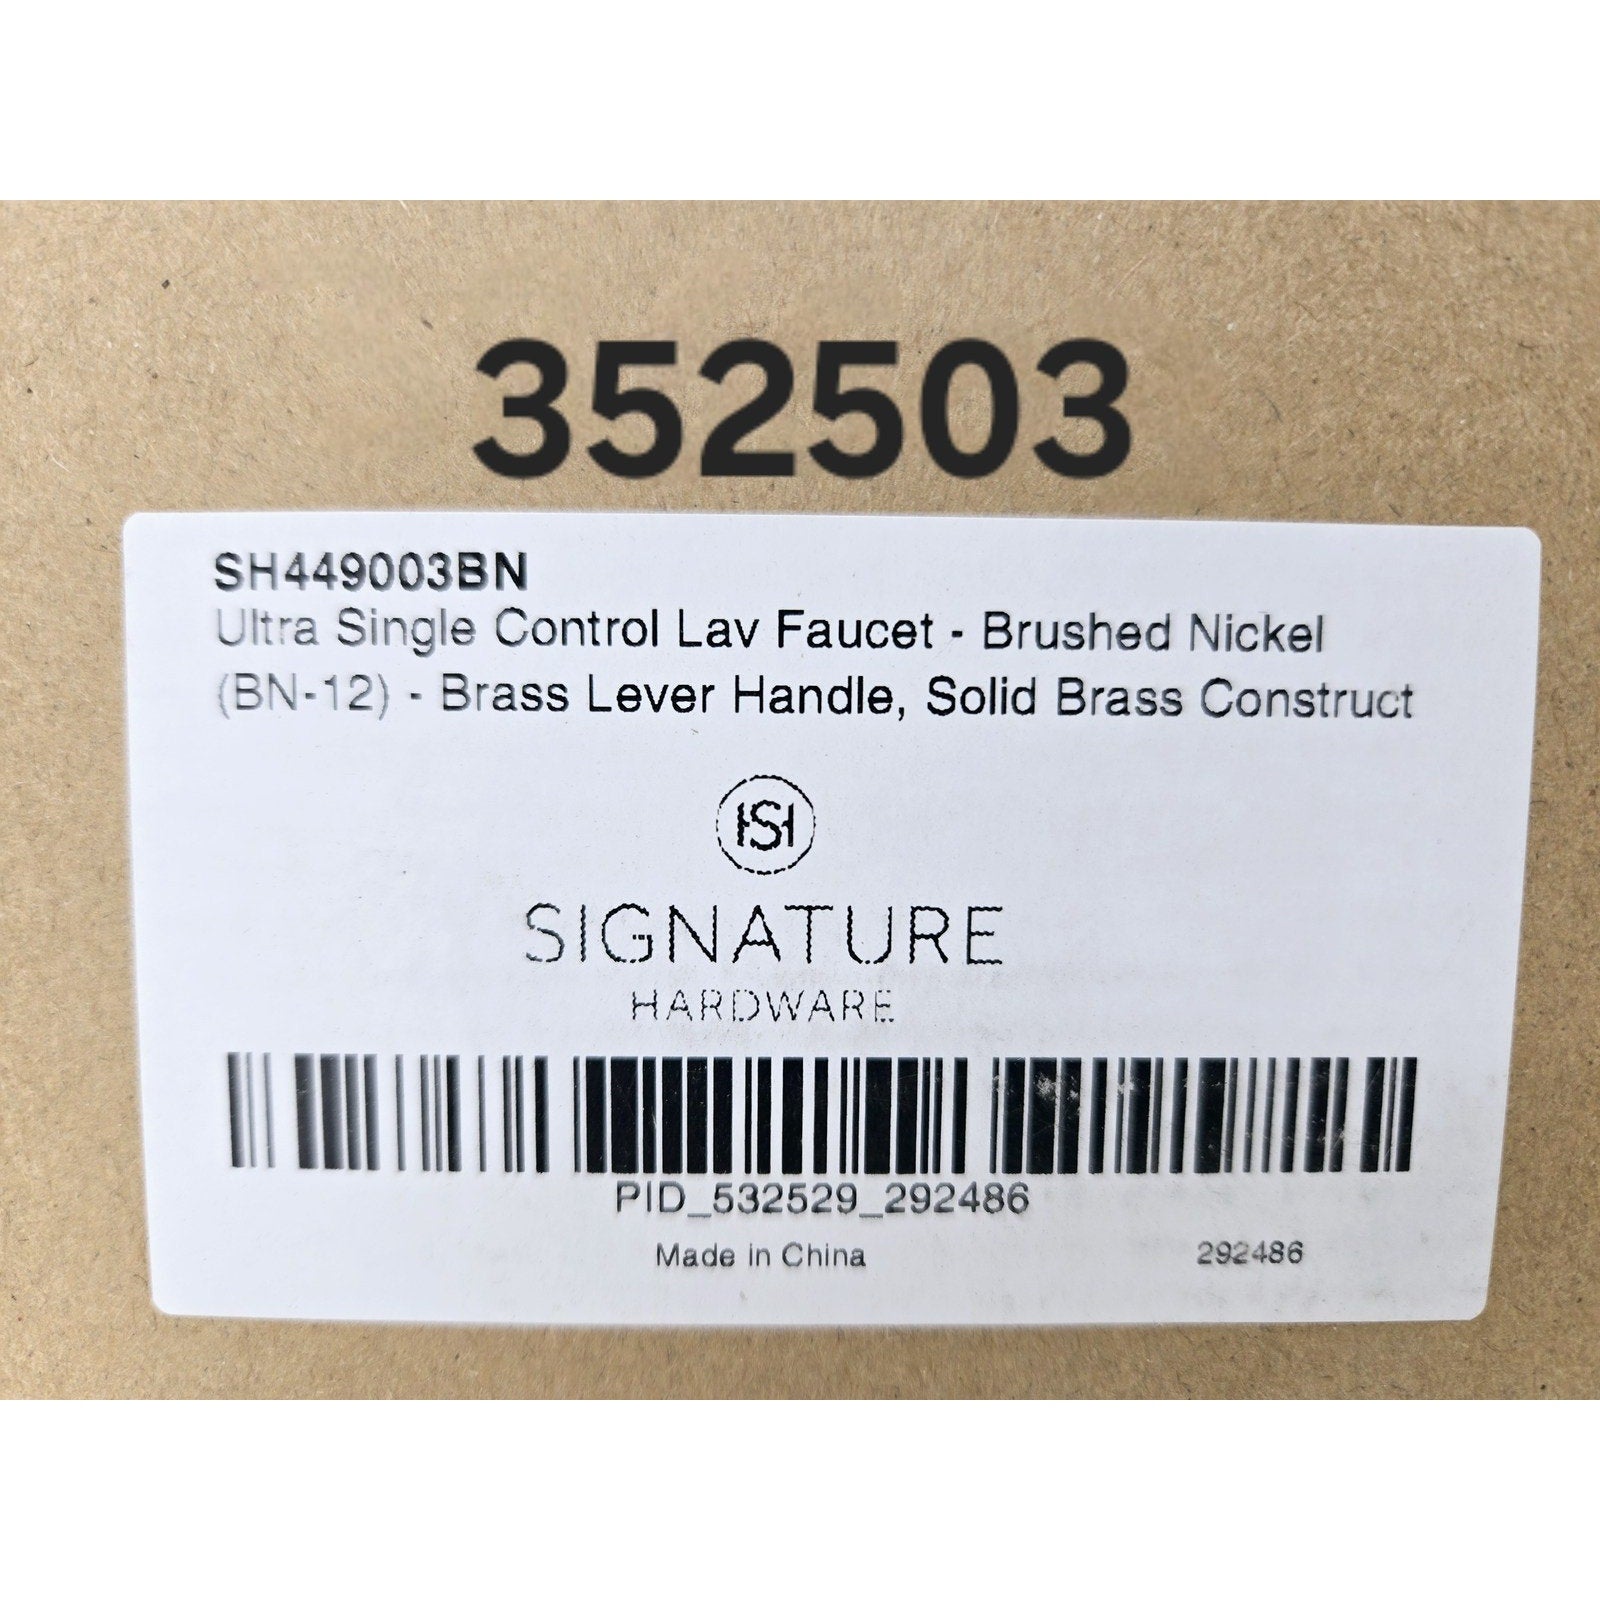 352503
SH449003BN
Ultra Single Control Lav Faucet - Brushed Nickel
(BN-12) - Brass Lever Handle, Solid Brass Construct
HSH
SIGNATURE
HARDWARE
PID_532529_292486
Made in China
292486